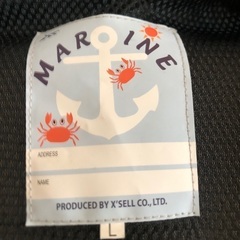 MARINE
ADDRESS
NAME
PRODUCED BY X'SELL CO., LTD.
L